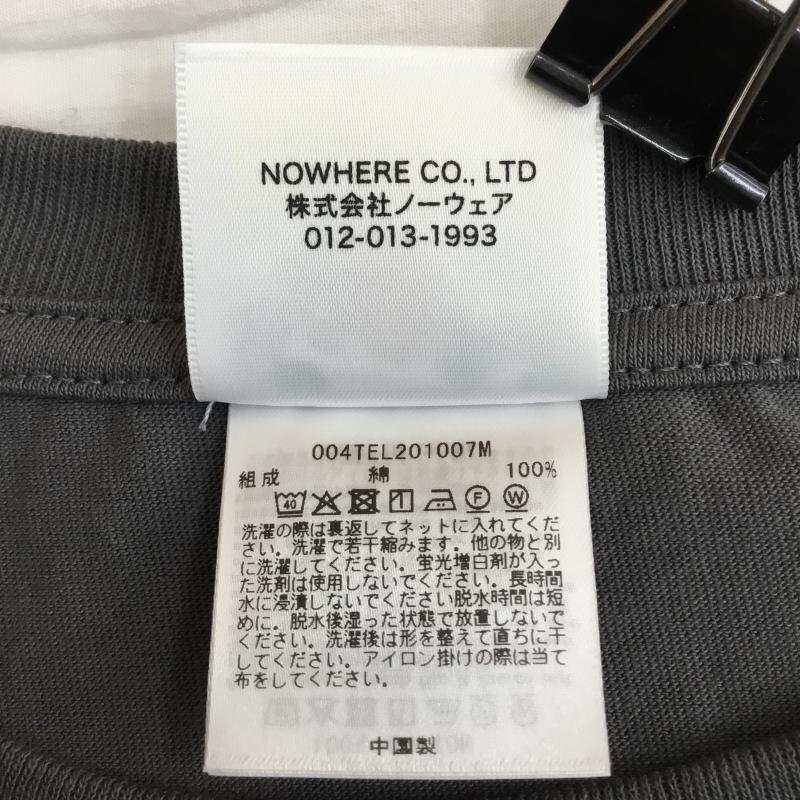 NOWHERE CO., LTD
株式会社ノーウェア
012-013-1993
004TEL201007M
組成 綿 100%
40 F W
洗濯の際は裏返してネットに入れてくだ
さい。洗濯で若干縮みます。他の物と別
に洗濯してください。蛍光増白剤が入っ
た洗剤は使用しないでください。長時間
水に浸漬しないでください脱水時間は短
めに。脱水後湿った状態で放置しないで
ください。洗濯後は形を整えて直ちに干
してください。アイロン掛けの際は当て
布をしてください。
中国製